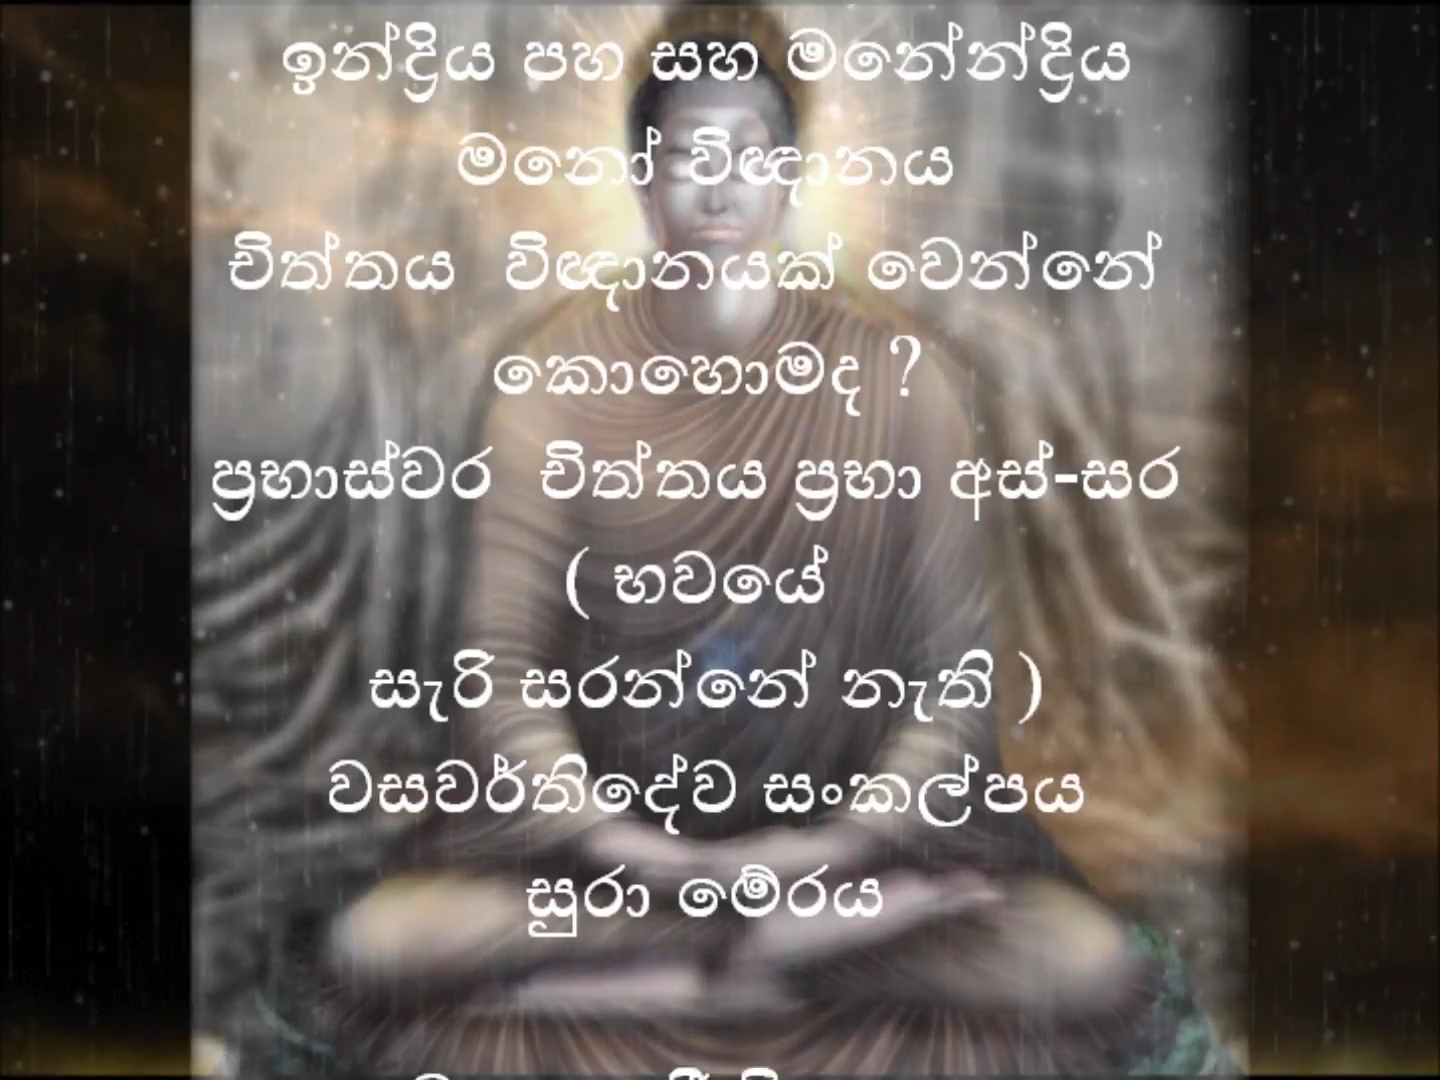 ඉන්ද්‍රිය පහ සහ මනේන්ද්‍රිය
මනෝ විඥානය
චිත්තය විඥානයක් වෙන්නේ
කොහොමද ?
ප්‍රභාස්වර චිත්තය ප්‍රභා අස්-සර
( භවයේ
සැරි සරන්නේ නැති )
වසවර්තිදේව සංකල්පය
සුරා මේරය